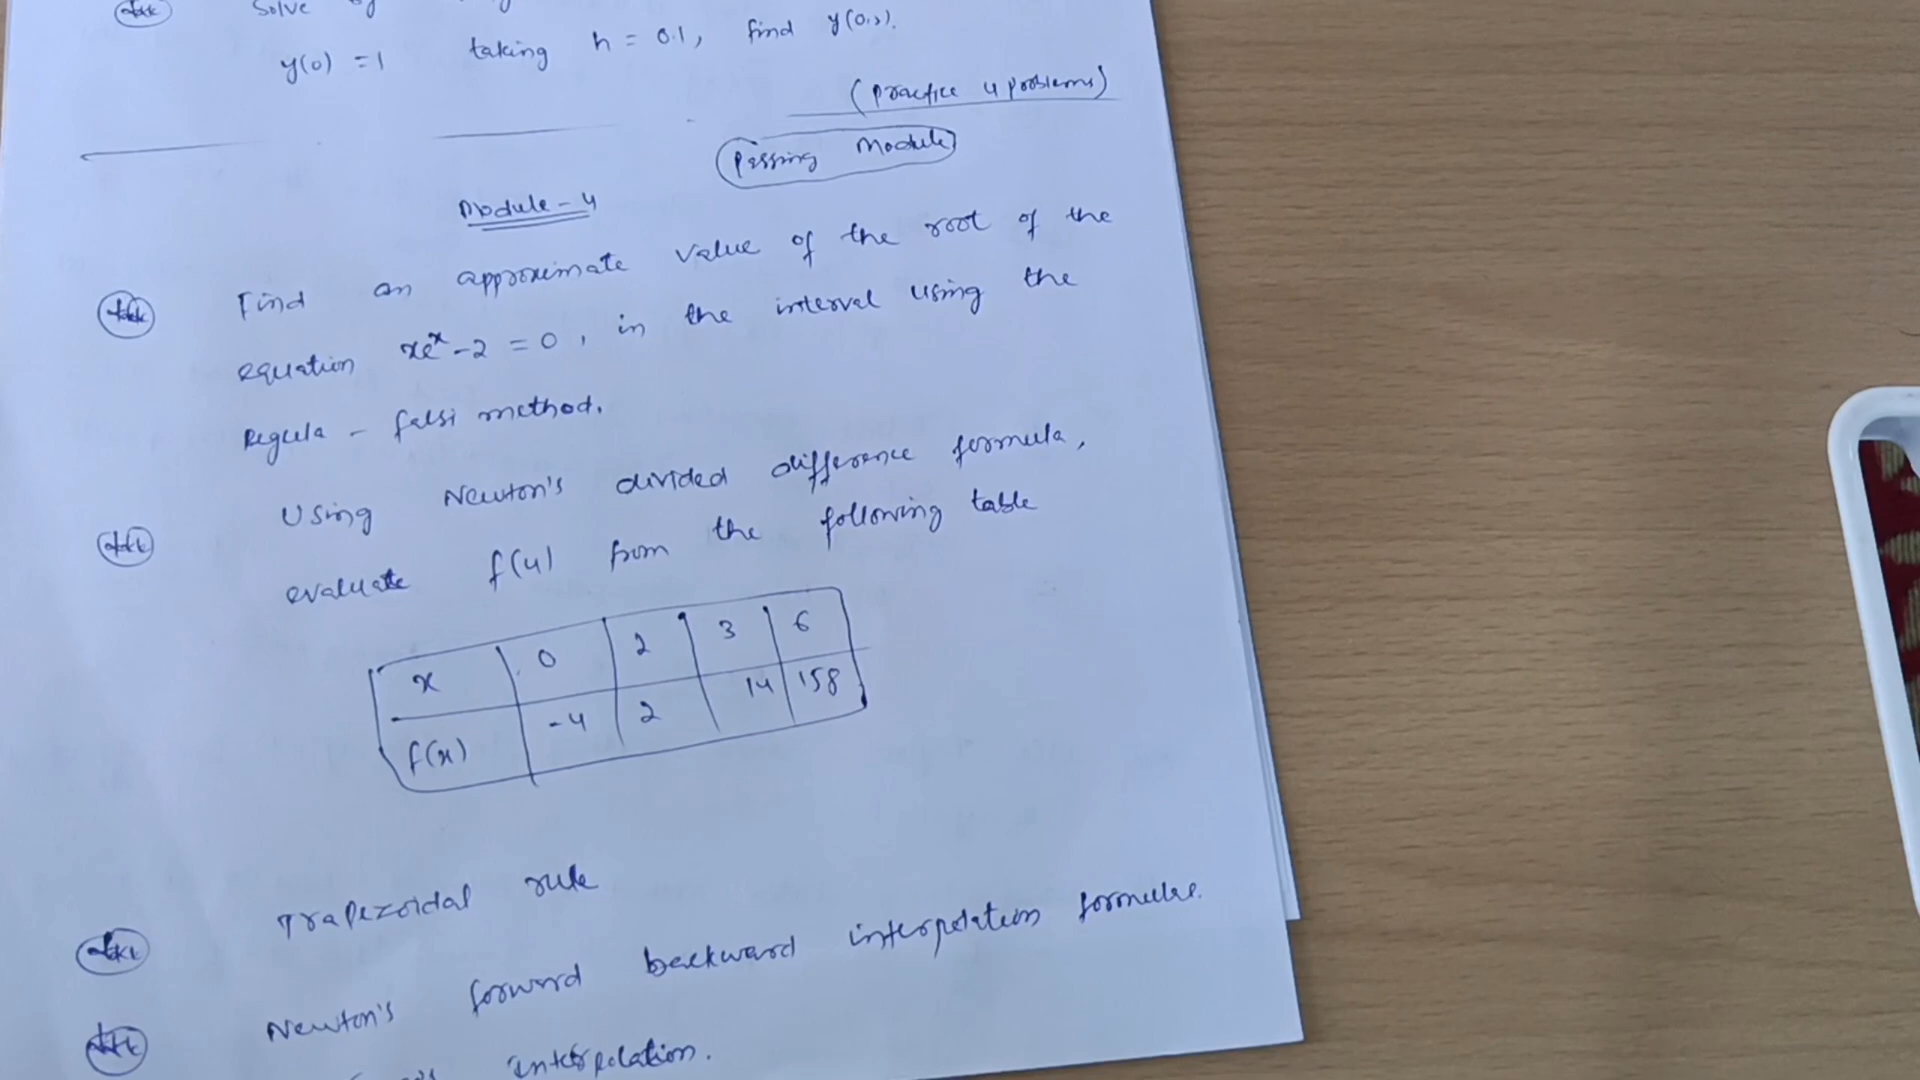 Solve
y(0) = 1 taking h = 0.1, find y(0.2).
(Practice 4 problems)
Passing Module
Module - 4
Find an approximate value of the root of the
equation xe^x - 2 = 0, in the interval using the
Regula - falsi method.
Using Newton's divided difference formula,
evaluate f(4) from the following table
x 0 2 3 6
f(x) -4 2 14 158
Trapezoidal rule
Newton's forward backward interpolation formulae.
interpolation.